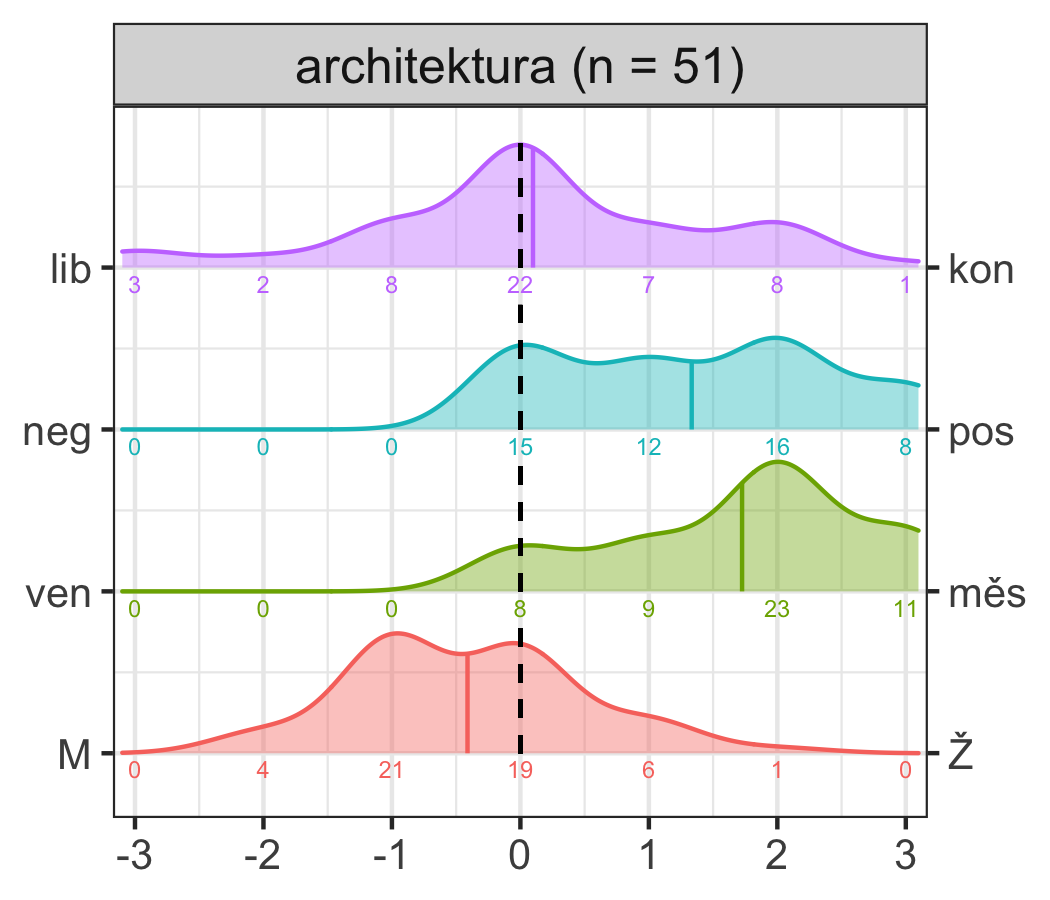 architektura (n = 51)
lib kon
3 2 8 22 7 8 1
neg pos
0 0 0 15 12 16 8
ven měs
0 0 0 8 9 23 11
M Ž
0 4 21 19 6 1 0
-3 -2 -1 0 1 2 3